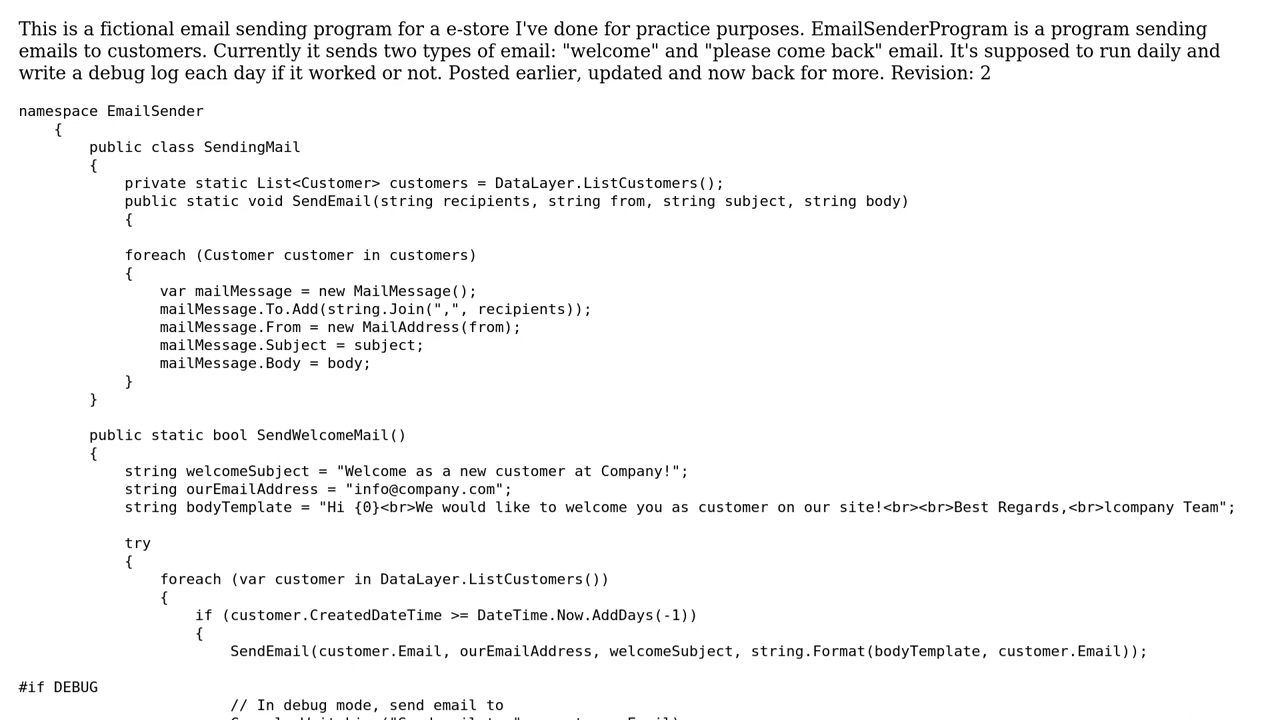 This is a fictional email sending program for a e-store I've done for practice purposes. EmailSenderProgram is a program sending
emails to customers. Currently it sends two types of email: "welcome" and "please come back" email. It's supposed to run daily and
write a debug log each day if it worked or not. Posted earlier, updated and now back for more. Revision: 2
namespace EmailSender
{
public class SendingMail
{
private static List<Customer> customers = DataLayer.ListCustomers();
public static void SendEmail(string recipients, string from, string subject, string body)
{
foreach (Customer customer in customers)
{
var mailMessage = new MailMessage();
mailMessage.To.Add(string.Join(",", recipients));
mailMessage.From = new MailAddress(from);
mailMessage.Subject = subject;
mailMessage.Body = body;
}
}
public static bool SendWelcomeMail()
{
string welcomeSubject = "Welcome as a new customer at Company!";
string ourEmailAddress = "info@company.com";
string bodyTemplate = "Hi {0}<br>We would like to welcome you as customer on our site!<br><br>Best Regards,<br>lcompany Team";
try
{
foreach (var customer in DataLayer.ListCustomers())
{
if (customer.CreatedDateTime >= DateTime.Now.AddDays(-1))
{
SendEmail(customer.Email, ourEmailAddress, welcomeSubject, string.Format(bodyTemplate, customer.Email));
#if DEBUG
// In debug mode, send email to